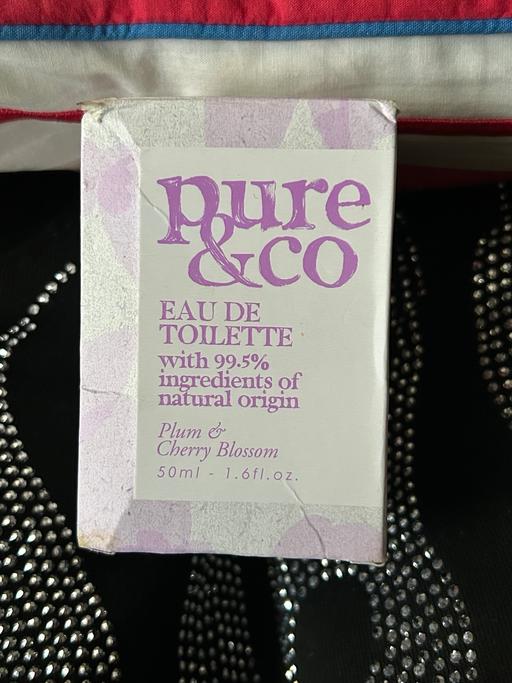 pure
&co
EAU DE
TOILETTE
with 99.5%
ingredients of
natural origin
Plum &
Cherry Blossom
50ml - 1.6fl.oz.